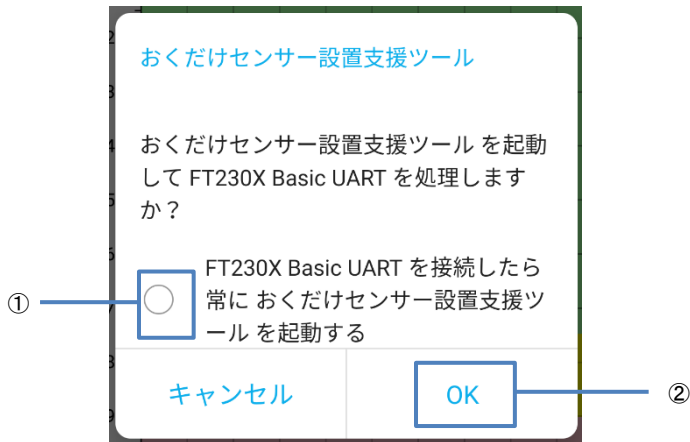 おくだけセンサー設置支援ツール
おくだけセンサー設置支援ツール を起動
して FT230X Basic UART を処理します
か？
FT230X Basic UART を接続したら
常に おくだけセンサー設置支援ツ
ール を起動する
①
キャンセル
OK
②